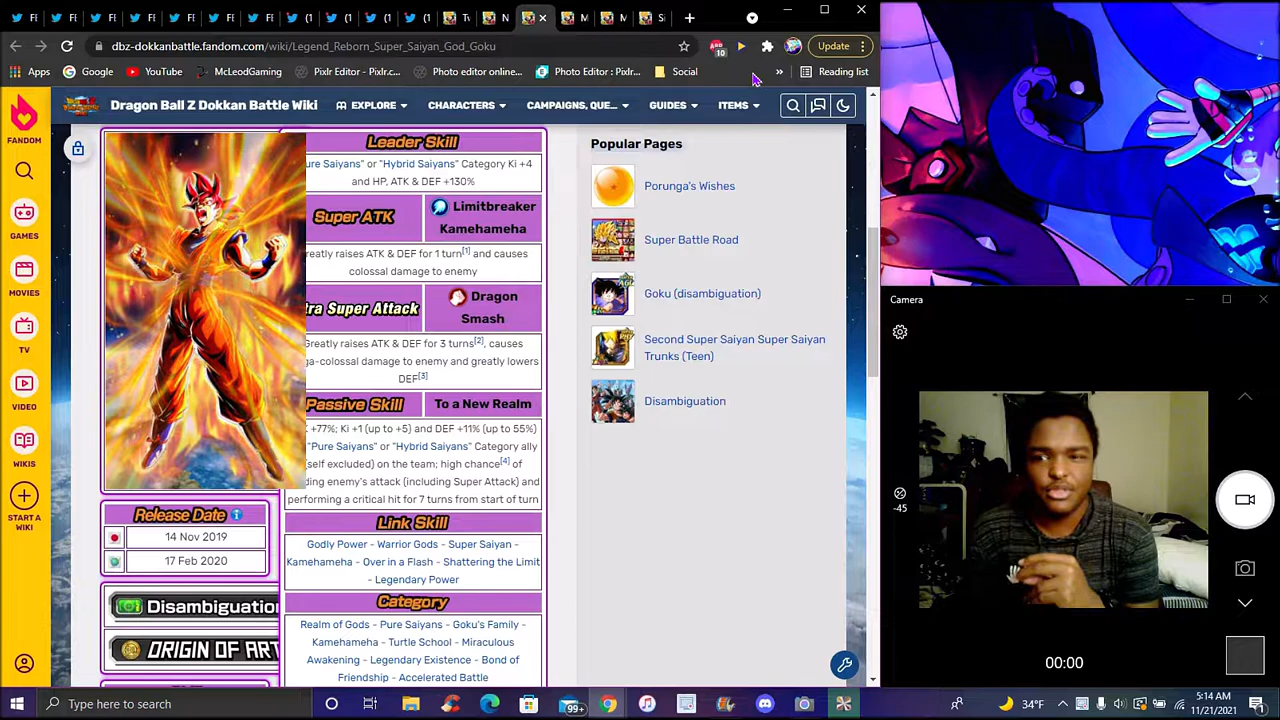 (1
(1
(1
Tv
N
M
M
Si
dbz-dokkanbattle.fandom.com/wiki/Legend_Reborn_Super_Saiyan_God_Goku
10
Update
Apps
Google
YouTube
McLeodGaming
Pixlr Editor - Pixlr.c...
Photo editor online...
Photo Editor : Pixlr...
Social
Reading list
FANDOM
GAMES
MOVIES
TV
VIDEO
WIKIS
START A
WIKI
Dragon Ball Z Dokkan Battle Wiki
EXPLORE
CHARACTERS
CAMPAIGNS, QUE...
GUIDES
ITEMS
Leader Skill
ure Saiyans" or "Hybrid Saiyans" Category Ki +4
and HP, ATK & DEF +130%
Super ATK
Limitbreaker
Kamehameha
reatly raises ATK & DEF for 1 turn[1] and causes
colossal damage to enemy
ra Super Attack
Dragon
Smash
Greatly raises ATK & DEF for 3 turns[2], causes
ga-colossal damage to enemy and greatly lowers
DEF[3]
Passive Skill
To a New Realm
+77%; Ki +1 (up to +5) and DEF +11% (up to 55%)
"Pure Saiyans" or "Hybrid Saiyans" Category ally
(self excluded) on the team; high chance[4] of
ding enemy's attack (including Super Attack) and
performing a critical hit for 7 turns from start of turn
Link Skill
Godly Power - Warrior Gods - Super Saiyan -
Kamehameha - Over in a Flash - Shattering the Limit
- Legendary Power
Category
Realm of Gods - Pure Saiyans - Goku's Family -
Kamehameha - Turtle School - Miraculous
Awakening - Legendary Existence - Bond of
Friendship - Accelerated Battle
Release Date
14 Nov 2019
17 Feb 2020
Disambiguation
ORIGIN OF ART
Popular Pages
Porunga's Wishes
Super Battle Road
Goku (disambiguation)
Second Super Saiyan Super Saiyan
Trunks (Teen)
Disambiguation
Camera
-45
00:00
Type here to search
99+
34°F
5:14 AM
11/21/2021